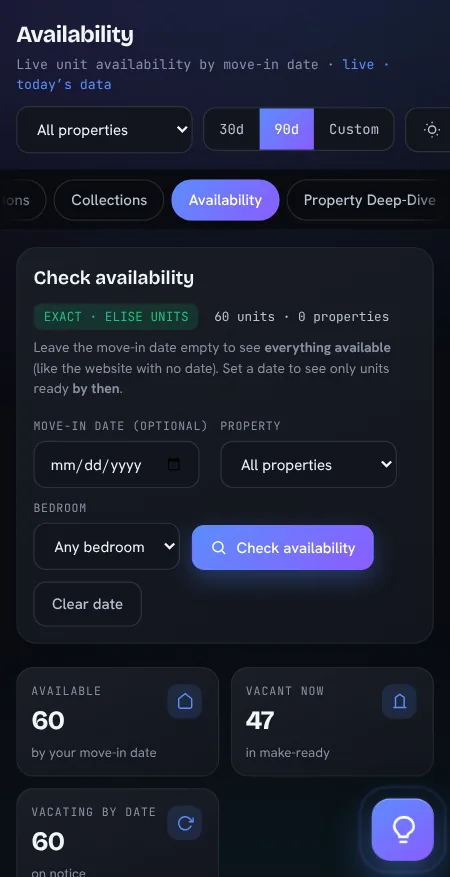 Availability
Live unit availability by move-in date · live ·
today’s data
All properties
30d
90d
Custom
ions
Collections
Availability
Property Deep-Dive
Check availability
EXACT · ELISE UNITS
60 units · 0 properties
Leave the move-in date empty to see everything available
(like the website with no date). Set a date to see only units
ready by then.
MOVE-IN DATE (OPTIONAL)
PROPERTY
mm/dd/yyyy
All properties
BEDROOM
Any bedroom
Check availability
Clear date
AVAILABLE
60
by your move-in date
VACANT NOW
47
in make-ready
VACATING BY DATE
60
on notice